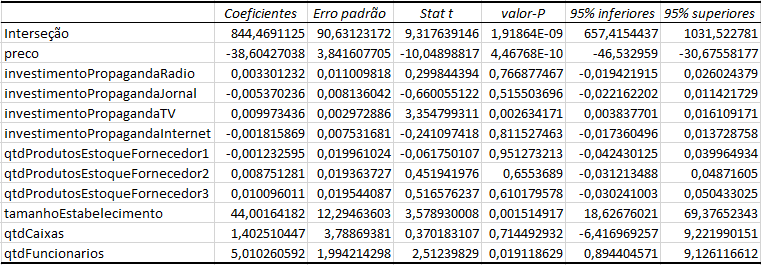 Coeficientes Erro padrão Stat t valor-P 95% inferiores 95% superiores
Interseção 844,4691125 90,63123172 9,317639146 1,91864E-09 657,4154437 1031,522781
preco -38,60427038 3,841607705 -10,04898817 4,46768E-10 -46,532959 -30,67558177
investimentoPropagandaRadio 0,003301232 0,011009818 0,299844394 0,766877467 -0,019421915 0,026024379
investimentoPropagandaJornal -0,005370236 0,008136042 -0,660055122 0,515503696 -0,022162202 0,011421729
investimentoPropagandaTV 0,009973436 0,002972886 3,354799311 0,002634171 0,003837701 0,016109171
investimentoPropagandaInternet -0,001815869 0,007531681 -0,241097418 0,811527463 -0,017360496 0,013728758
qtdProdutosEstoqueFornecedor1 -0,001232595 0,019961024 -0,061750107 0,951273213 -0,042430125 0,039964934
qtdProdutosEstoqueFornecedor2 0,008751281 0,019363727 0,451941976 0,6553689 -0,031213488 0,04871605
qtdProdutosEstoqueFornecedor3 0,010096011 0,019544087 0,516576237 0,610179578 -0,030241003 0,050433025
tamanhoEstabelecimento 44,00164182 12,29463603 3,578930008 0,001514917 18,62676021 69,37652343
qtdCaixas 1,402510447 3,78869381 0,370183107 0,714492932 -6,416969257 9,221990151
qtdFuncionarios 5,010260592 1,994214298 2,51239829 0,019118629 0,894404571 9,126116612